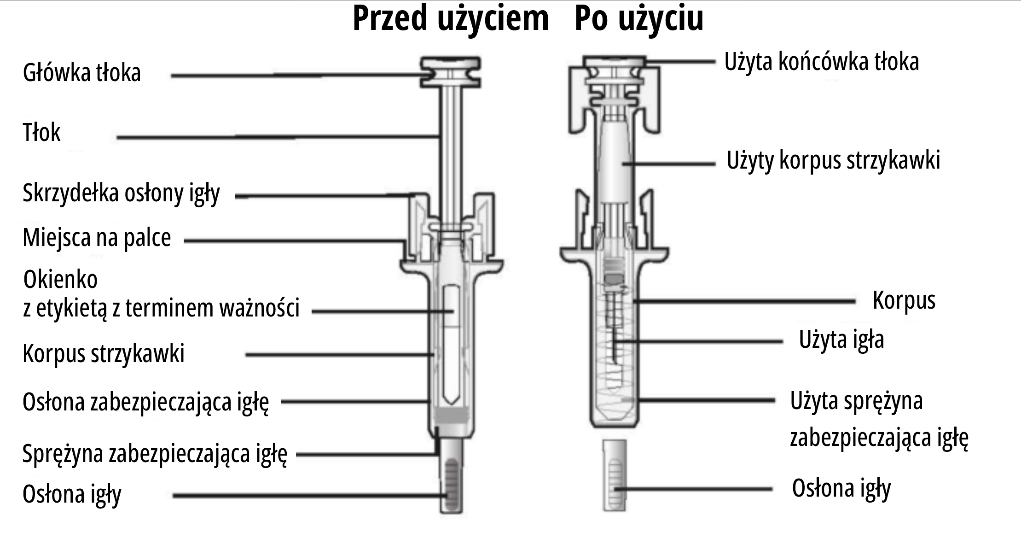 Przed użyciem
Główka tłoka
Tłok
Skrzydełka osłony igły
Miejsca na palce
Okienko
z etykietą z terminem ważności
Korpus strzykawki
Osłona zabezpieczająca igłę
Sprężyna zabezpieczająca igłę
Osłona igły
Po użyciu
Użyta końcówka tłoka
Użyty korpus strzykawki
Korpus
Użyta igła
Użyta sprężyna
zabezpieczająca igłę
Osłona igły